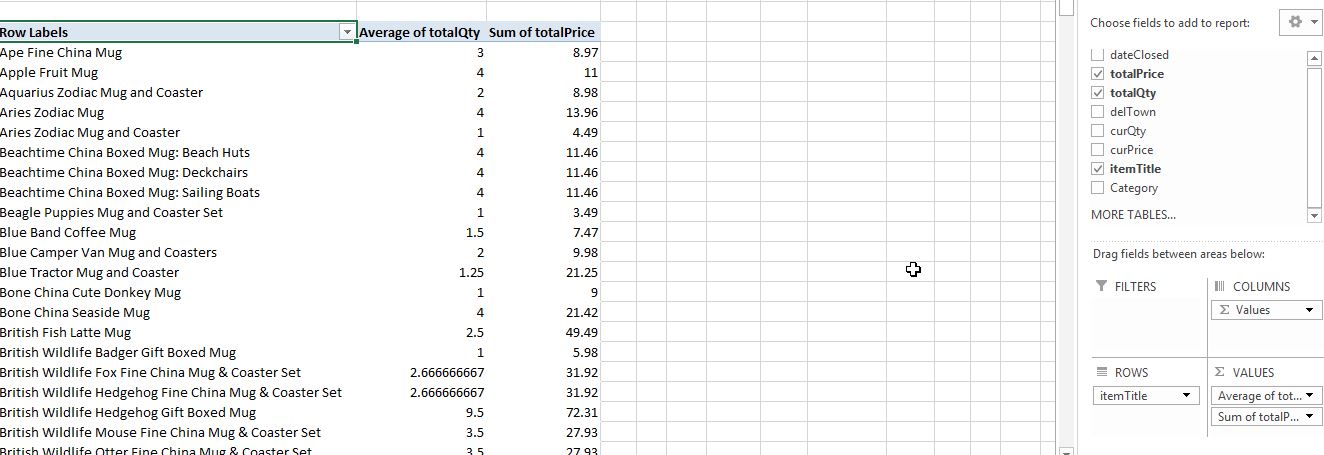 Row Labels Average of totalQty Sum of totalPrice
Ape Fine China Mug 3 8.97
Apple Fruit Mug 4 11
Aquarius Zodiac Mug and Coaster 2 8.98
Aries Zodiac Mug 4 13.96
Aries Zodiac Mug and Coaster 1 4.49
Beachtime China Boxed Mug: Beach Huts 4 11.46
Beachtime China Boxed Mug: Deckchairs 4 11.46
Beachtime China Boxed Mug: Sailing Boats 4 11.46
Beagle Puppies Mug and Coaster Set 1 3.49
Blue Band Coffee Mug 1.5 7.47
Blue Camper Van Mug and Coasters 2 9.98
Blue Tractor Mug and Coaster 1.25 21.25
Bone China Cute Donkey Mug 1 9
Bone China Seaside Mug 4 21.42
British Fish Latte Mug 2.5 49.49
British Wildlife Badger Gift Boxed Mug 1 5.98
British Wildlife Fox Fine China Mug & Coaster Set 2.666666667 31.92
British Wildlife Hedgehog Fine China Mug & Coaster Set 2.666666667 31.92
British Wildlife Hedgehog Gift Boxed Mug 9.5 72.31
British Wildlife Mouse Fine China Mug & Coaster Set 3.5 27.93
British Wildlife Otter Fine China Mug & Coaster Set 3.5 27.93
Choose fields to add to report:
dateClosed
totalPrice
totalQty
delTown
curQty
curPrice
itemTitle
Category
MORE TABLES...
Drag fields between areas below:
FILTERS
COLUMNS
Σ Values
ROWS
itemTitle
Σ VALUES
Average of tot...
Sum of totalP...